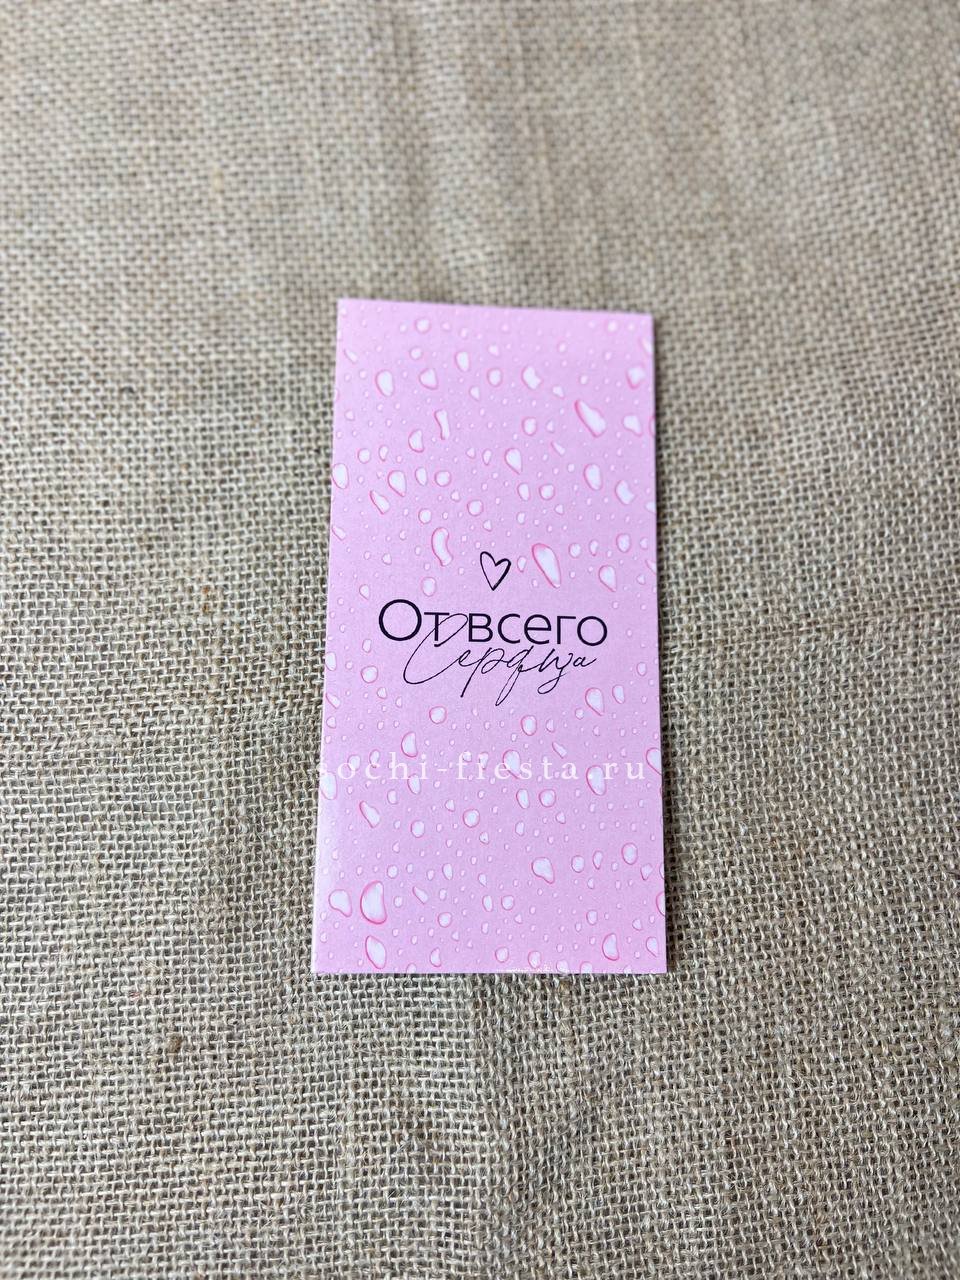 От всего
Сердца
sochi-fiesta.ru